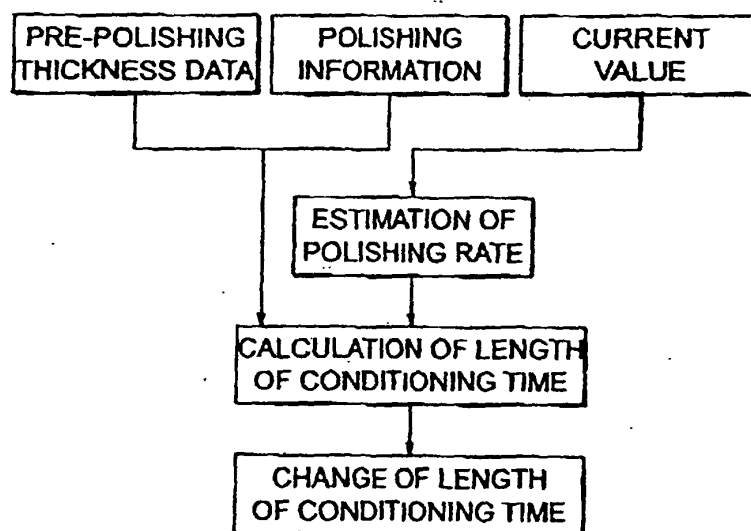 PRE-POLISHING
THICKNESS DATA
POLISHING
INFORMATION
CURRENT
VALUE
ESTIMATION OF
POLISHING RATE
CALCULATION OF LENGTH
OF CONDITIONING TIME
CHANGE OF LENGTH
OF CONDITIONING TIME